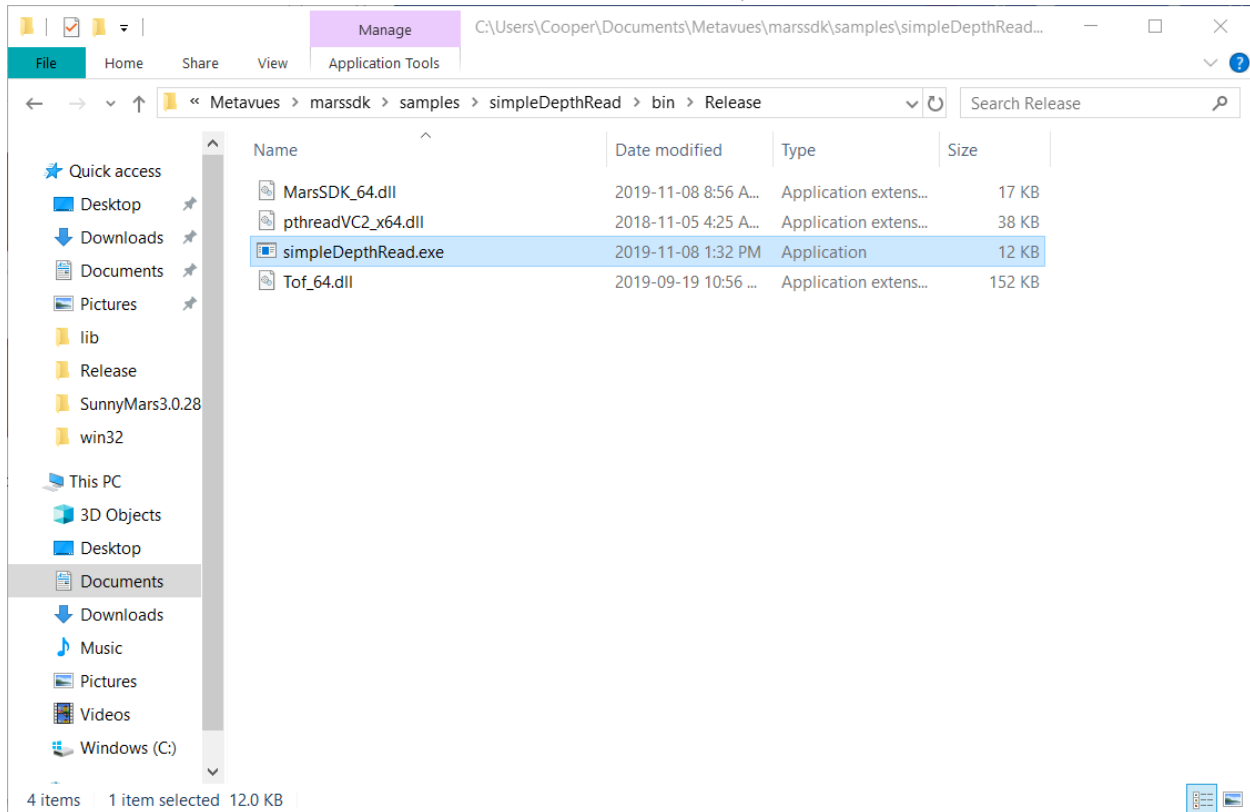 Manage
C:\Users\Cooper\Documents\Metavues\marssdk\samples\simpleDepthRead...
File Home Share View Application Tools
« Metavues > marssdk > samples > simpleDepthRead > bin > Release
Search Release
Name Date modified Type Size
MarsSDK_64.dll 2019-11-08 8:56 A... Application extens... 17 KB
pthreadVC2_x64.dll 2018-11-05 4:25 A... Application extens... 38 KB
simpleDepthRead.exe 2019-11-08 1:32 PM Application 12 KB
Tof_64.dll 2019-09-19 10:56 ... Application extens... 152 KB
Quick access
Desktop
Downloads
Documents
Pictures
lib
Release
SunnyMars3.0.28
win32
This PC
3D Objects
Desktop
Documents
Downloads
Music
Pictures
Videos
Windows (C:)
4 items 1 item selected 12.0 KB